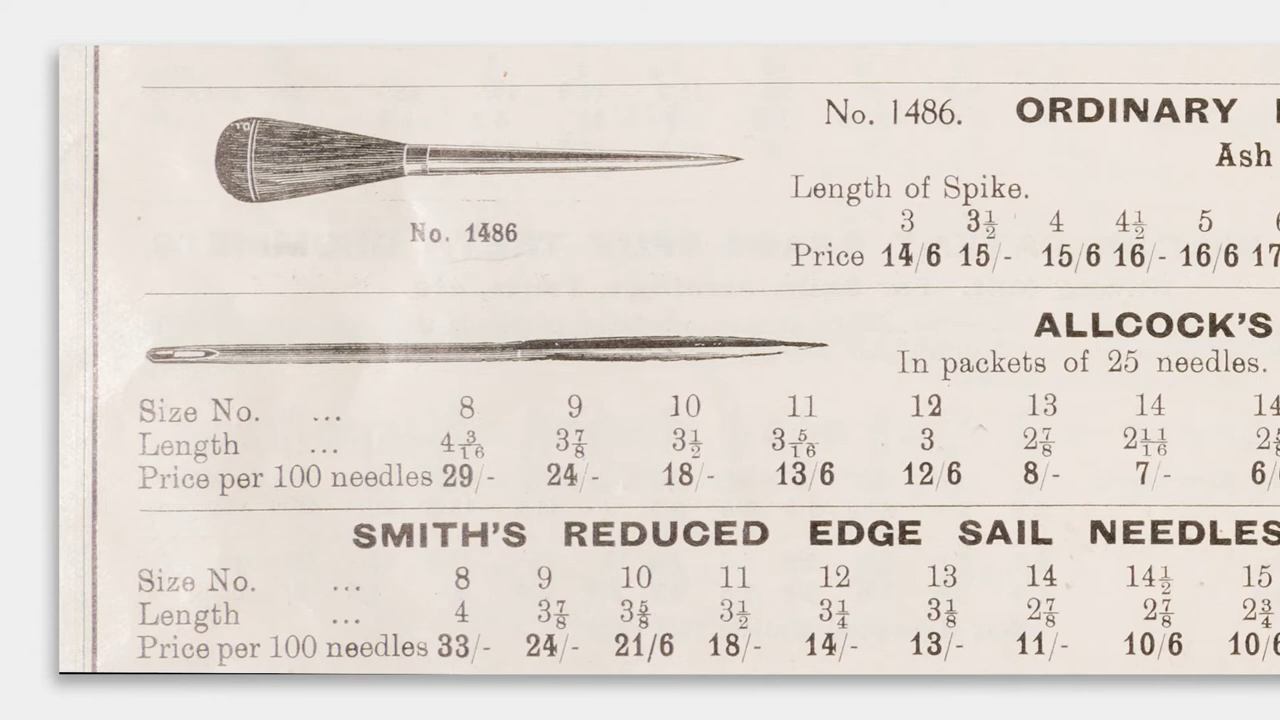 No. 1486. ORDINARY
Ash
Length of Spike.
3 3½ 4 4½ 5
Price 14/6 15/- 15/6 16/- 16/6
No. 1486
ALLCOCK'S
In packets of 25 needles.
Size No. ... 8 9 10 11 12 13 14
Length ... 4 3/16 3⅞ 3½ 3 5/16 3 2⅞ 2 11/16
Price per 100 needles 29/- 24/- 18/- 13/6 12/6 8/- 7/-
SMITH'S REDUCED EDGE SAIL NEEDLES
Size No. ... 8 9 10 11 12 13 14 14½ 15
Length ... 4 3⅞ 3⅝ 3½ 3¼ 3⅛ 2⅞ 2⅞ 2¾
Price per 100 needles 33/- 24/- 21/6 18/- 14/- 13/- 11/- 10/6 10/6